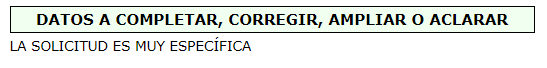 DATOS A COMPLETAR, CORREGIR, AMPLIAR O ACLARAR
LA SOLICITUD ES MUY ESPECÍFICA